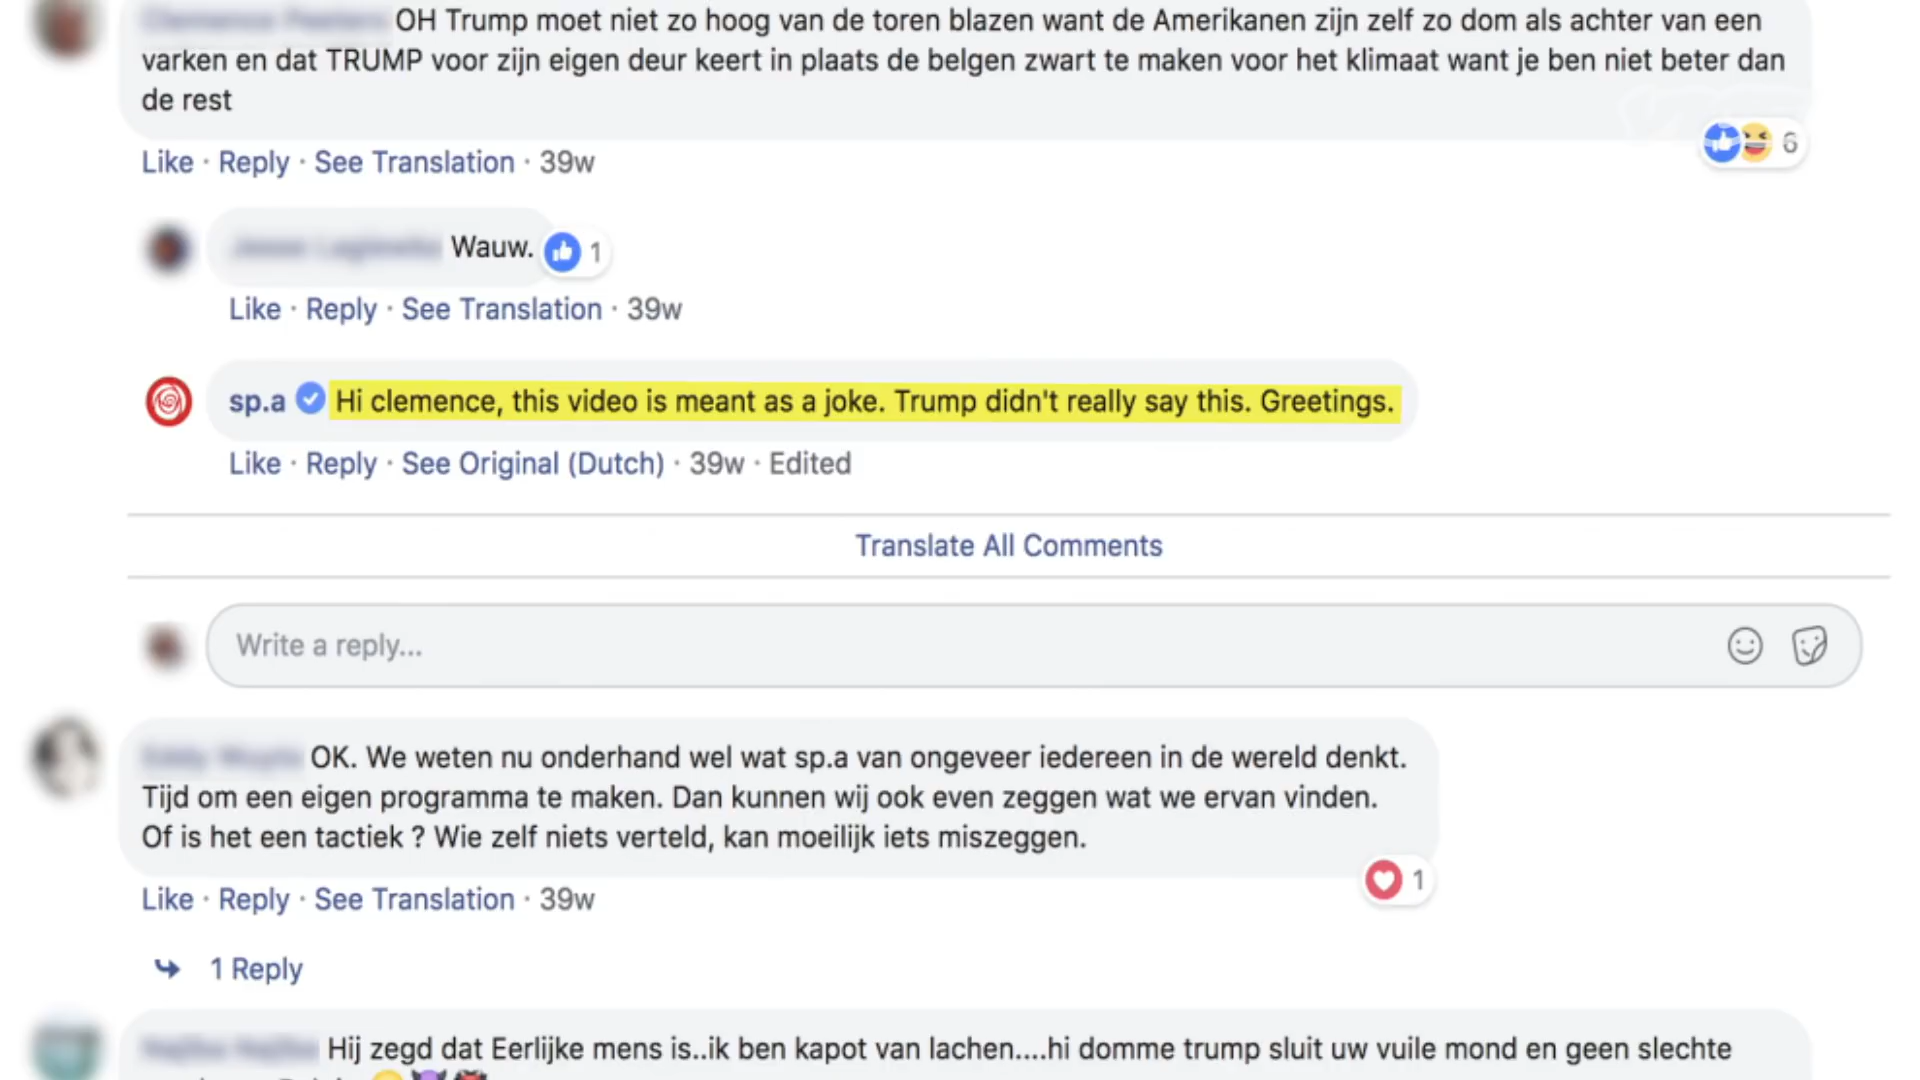 OH Trump moet niet zo hoog van de toren blazen want de Amerikanen zijn zelf zo dom als achter van een
varken en dat TRUMP voor zijn eigen deur keert in plaats de belgen zwart te maken voor het klimaat want je ben niet beter dan
de rest
6
Like · Reply · See Translation · 39w
Wauw. 1
Like · Reply · See Translation · 39w
sp.a Hi clemence, this video is meant as a joke. Trump didn't really say this. Greetings.
Like · Reply · See Original (Dutch) · 39w · Edited
Translate All Comments
Write a reply...
OK. We weten nu onderhand wel wat sp.a van ongeveer iedereen in de wereld denkt.
Tijd om een eigen programma te maken. Dan kunnen wij ook even zeggen wat we ervan vinden.
Of is het een tactiek ? Wie zelf niets verteld, kan moeilijk iets miszeggen.
1
Like · Reply · See Translation · 39w
1 Reply
Hij zegd dat Eerlijke mens is..ik ben kapot van lachen....hi domme trump sluit uw vuile mond en geen slechte